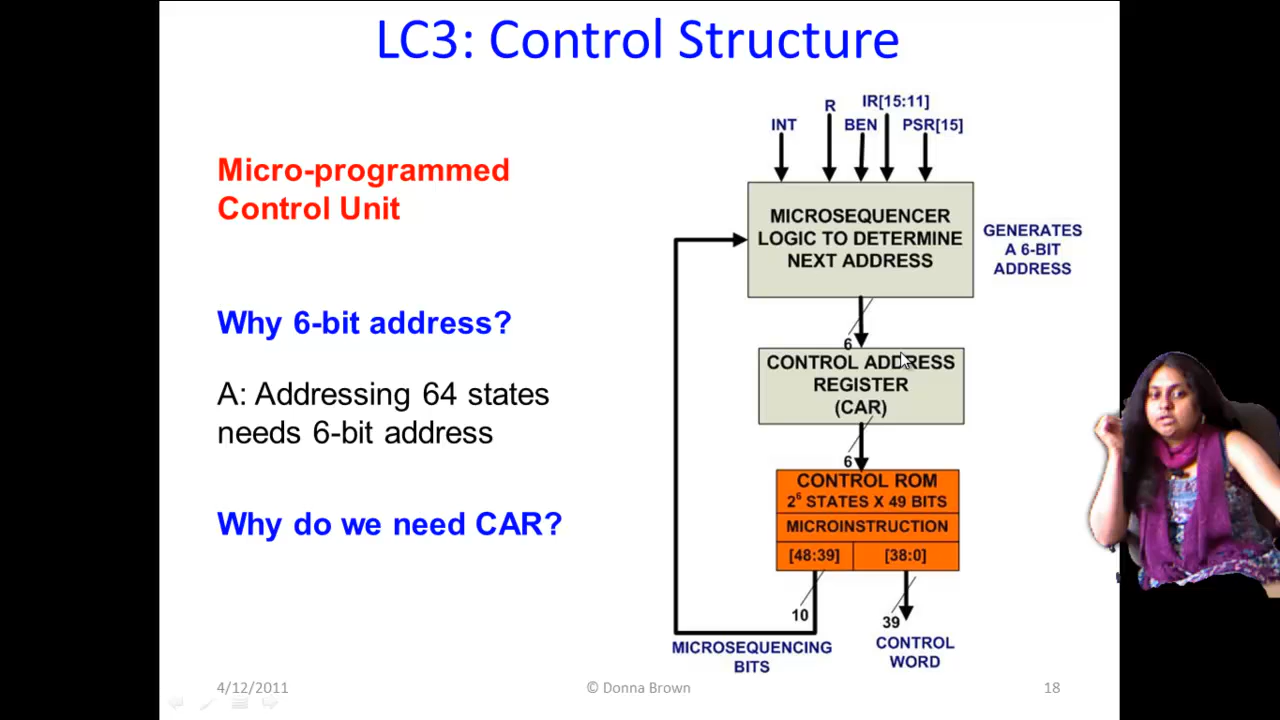 LC3: Control Structure
Micro-programmed
Control Unit
Why 6-bit address?
A: Addressing 64 states
needs 6-bit address
Why do we need CAR?
INT
R
BEN
IR[15:11]
PSR[15]
MICROSEQUENCER
LOGIC TO DETERMINE
NEXT ADDRESS
GENERATES
A 6-BIT
ADDRESS
6
CONTROL ADDRESS
REGISTER
(CAR)
6
CONTROL ROM
2⁶ STATES X 49 BITS
MICROINSTRUCTION
[48:39]
[38:0]
10
39
MICROSEQUENCING
BITS
CONTROL
WORD
4/12/2011
© Donna Brown
18